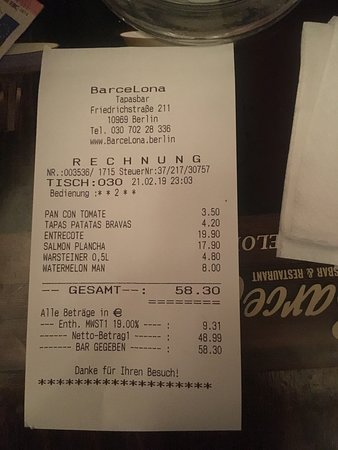 BarceLona
Tapasbar
Friedrichstraße 211
10969 Berlin
Tel. 030 702 28 336
www.BarceLona.berlin
RECHNUNG
NR.:003536/ 1715 SteuerNr:37/217/30757
TISCH:030 21.02.19 23:03
Bedienung :* * 2 * *
PAN CON TOMATE 3.50
TAPAS PATATAS BRAVAS 4.20
ENTRECOTE 19.90
SALMON PLANCHA 17.90
WARSTEINER 0,5L 4.80
WATERMELON MAN 8.00
-- GESAMT--: 58.30
========
Alle Beträge in €
--- Enth. MWST1 19.00% ---- : 9.31
------ Netto-Betrag1 ------ : 48.99
------ BAR GEGEBEN ------ : 58.30
Danke für Ihren Besuch!
******************
ELO
SBAR & RESTAURANT
Barce